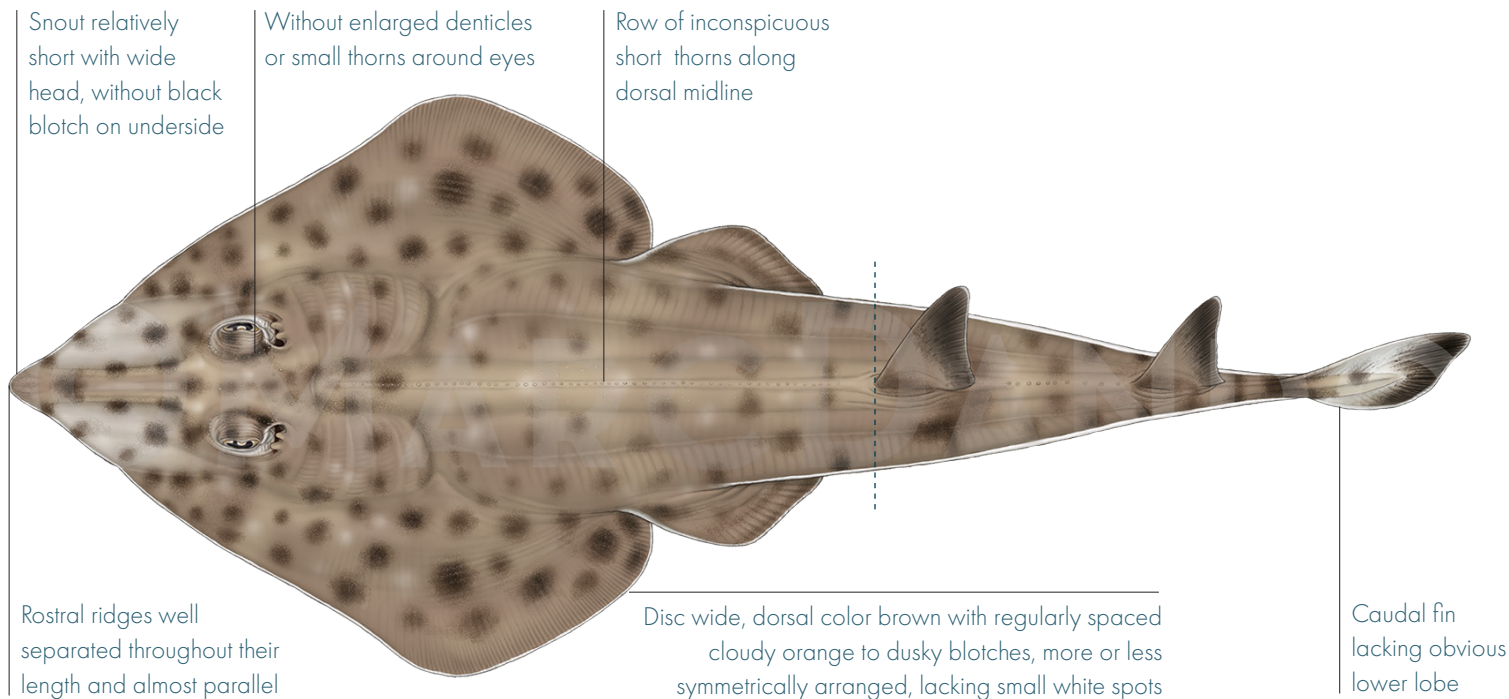 Snout relatively
short with wide
head, without black
blotch on underside
Without enlarged denticles
or small thorns around eyes
Row of inconspicuous
short thorns along
dorsal midline
MARC DANDO
Rostral ridges well
separated throughout their
length and almost parallel
Disc wide, dorsal color brown with regularly spaced
cloudy orange to dusky blotches, more or less
symmetrically arranged, lacking small white spots
Caudal fin
lacking obvious
lower lobe